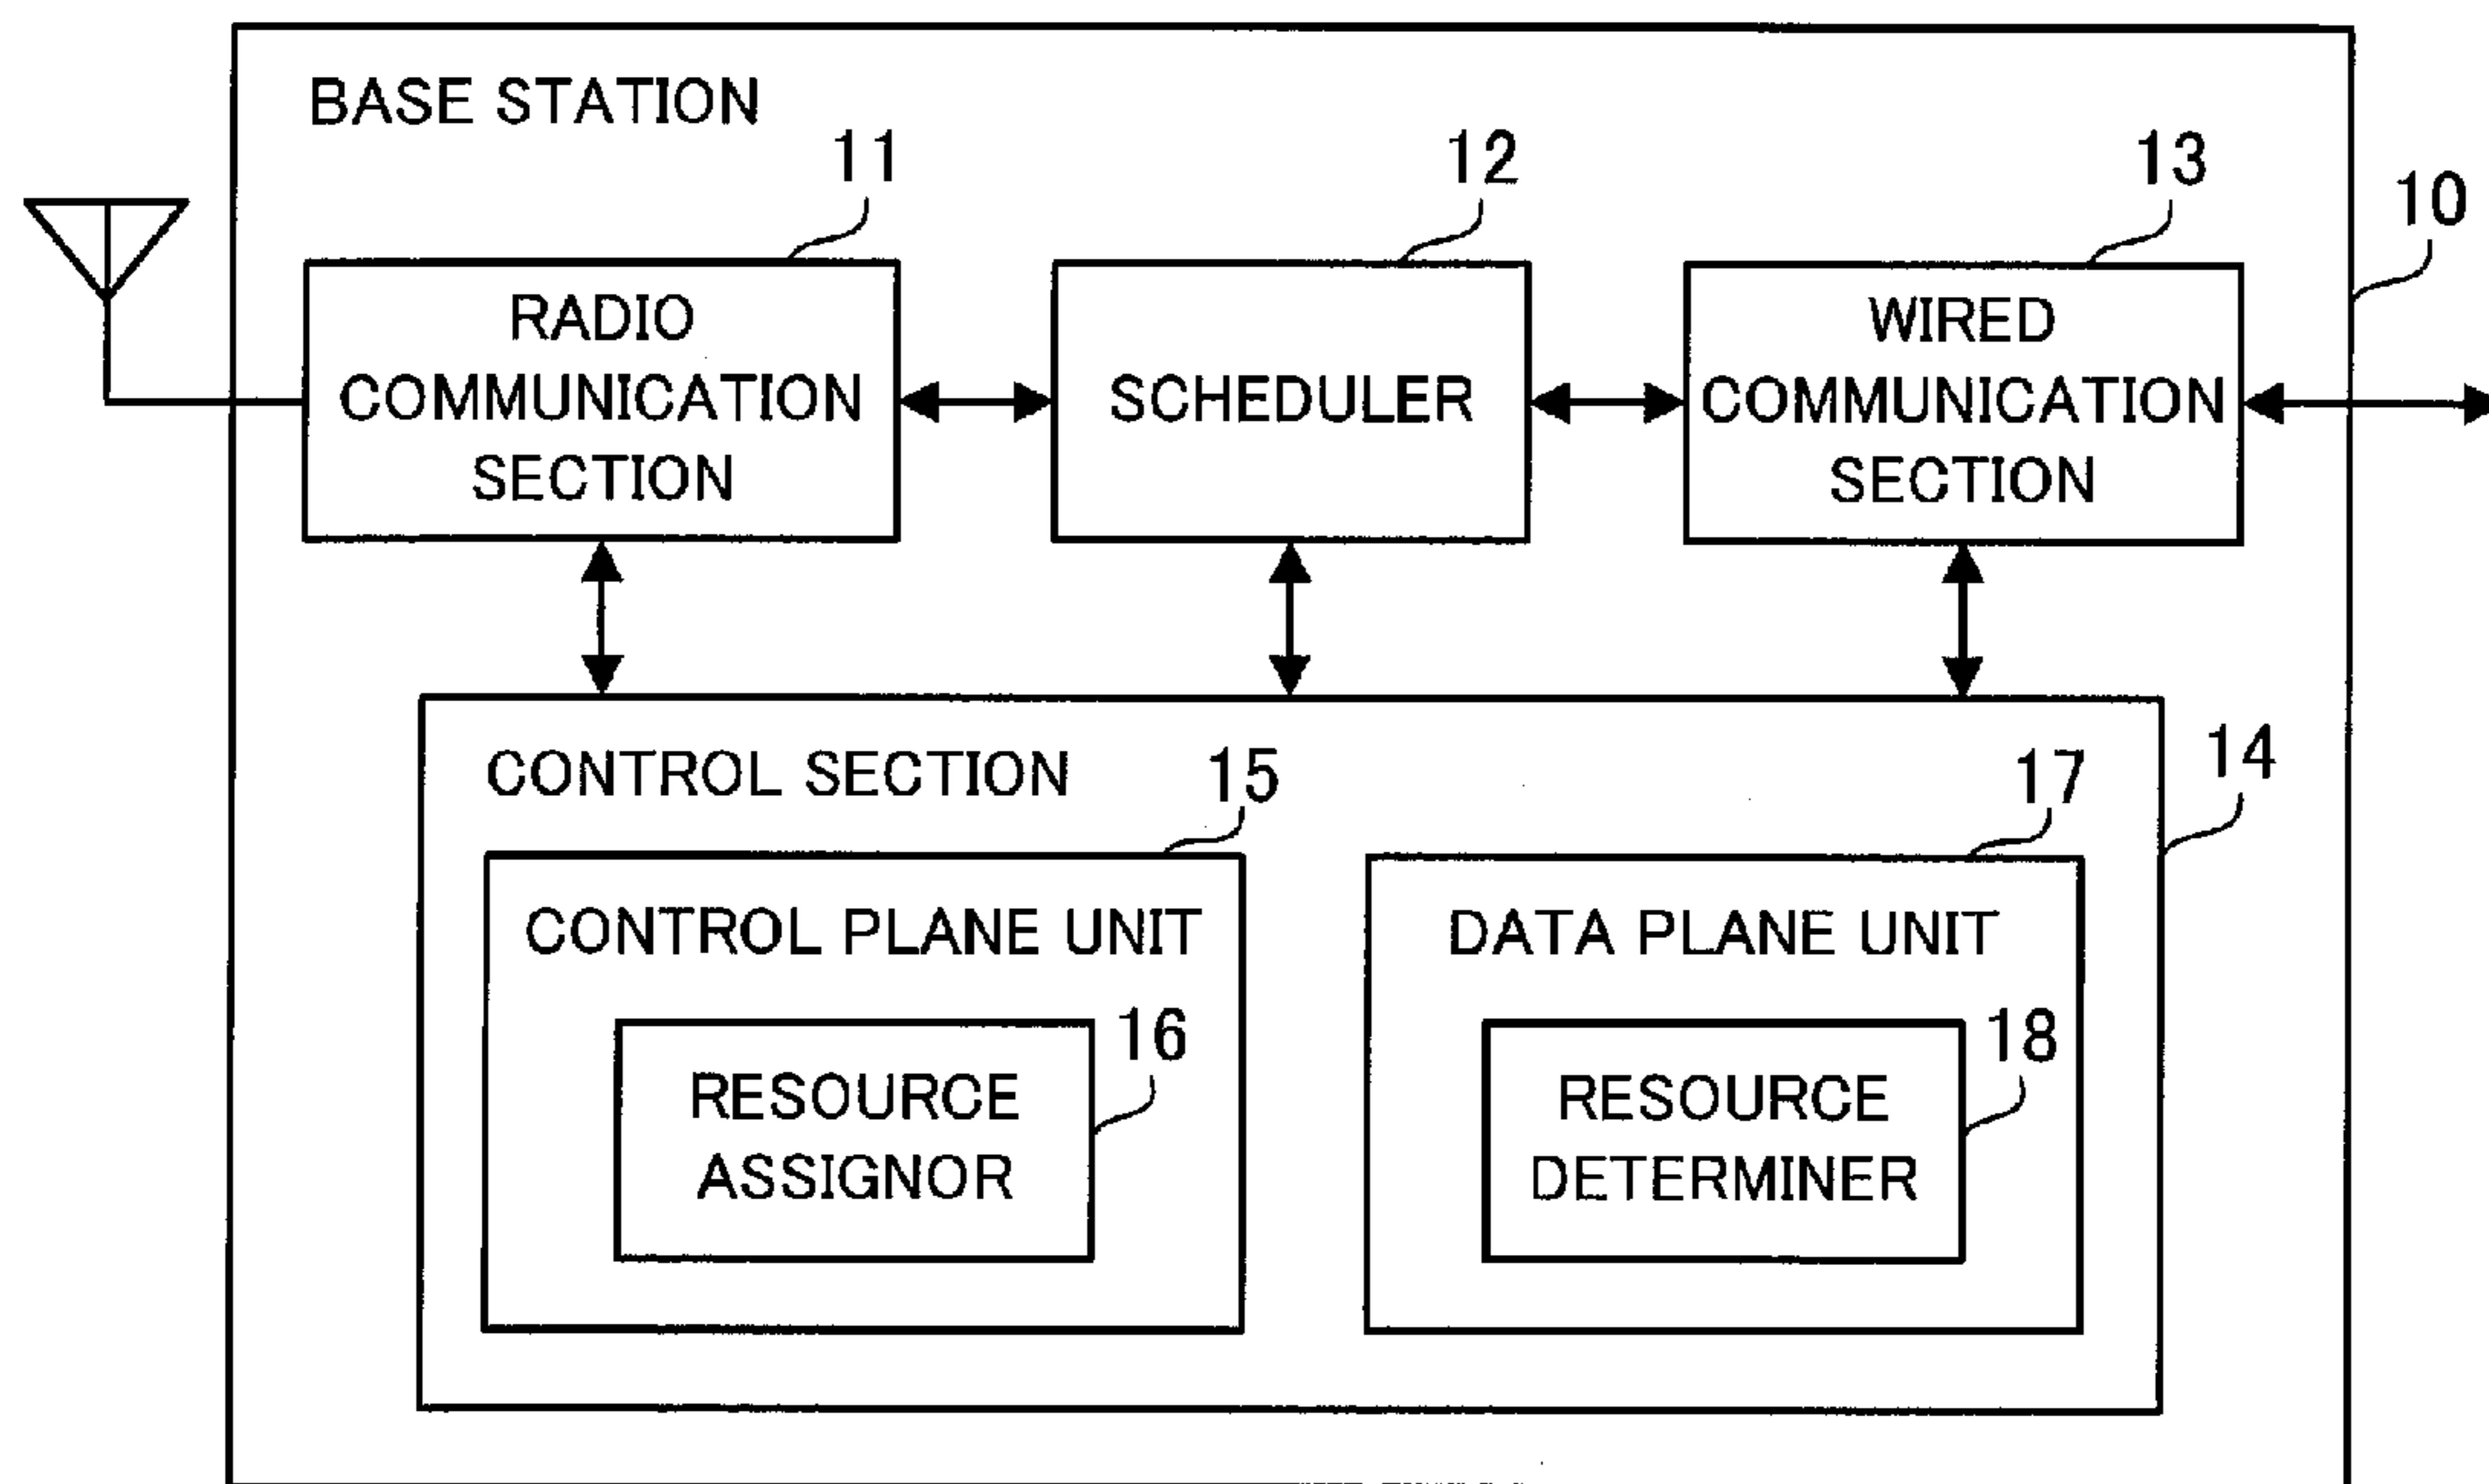 BASE STATION
11
12
13
10
RADIO
COMMUNICATION
SECTION
SCHEDULER
WIRED
COMMUNICATION
SECTION
CONTROL SECTION
15
17
14
CONTROL PLANE UNIT
DATA PLANE UNIT
16
RESOURCE
ASSIGNOR
18
RESOURCE
DETERMINER